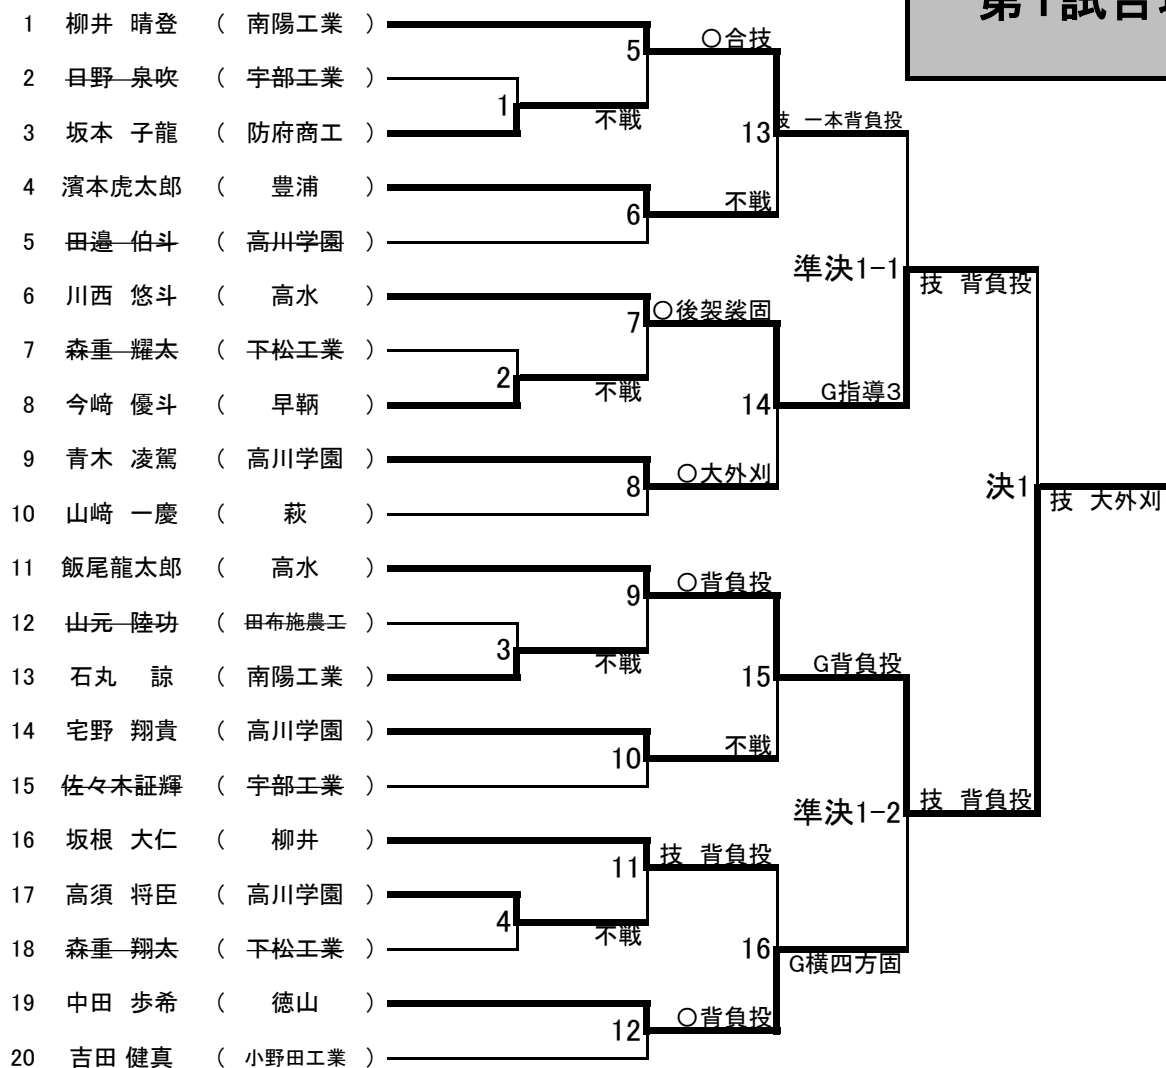 第1試合場
1 柳井 晴登 ( 南陽工業 )
5 〇合技
2 日野 泉吹 ( 宇部工業 )
1 不戦
3 坂本 子龍 ( 防府商工 )
13 技 一本背負投
4 濱本虎太郎 ( 豊浦 )
6 不戦
5 田邉 伯斗 ( 高川学園 )
準決1-1 技 背負投
6 川西 悠斗 ( 高水 )
7 〇後袈裟固
7 森重 耀太 ( 下松工業 )
2 不戦
8 今﨑 優斗 ( 早鞆 )
14 G指導3
9 青木 凌駕 ( 高川学園 )
8 〇大外刈
決1 技 大外刈
10 山﨑 一慶 ( 萩 )
11 飯尾龍太郎 ( 高水 )
9 〇背負投
12 山元 陸功 ( 田布施農工 )
3 不戦
13 石丸 諒 ( 南陽工業 )
15 G背負投
14 宅野 翔貴 ( 高川学園 )
10 不戦
15 佐々木証輝 ( 宇部工業 )
準決1-2 技 背負投
16 坂根 大仁 ( 柳井 )
11 技 背負投
17 高須 将臣 ( 高川学園 )
4 不戦
18 森重 翔太 ( 下松工業 )
16 G横四方固
19 中田 歩希 ( 徳山 )
12 〇背負投
20 吉田 健真 ( 小野田工業 )